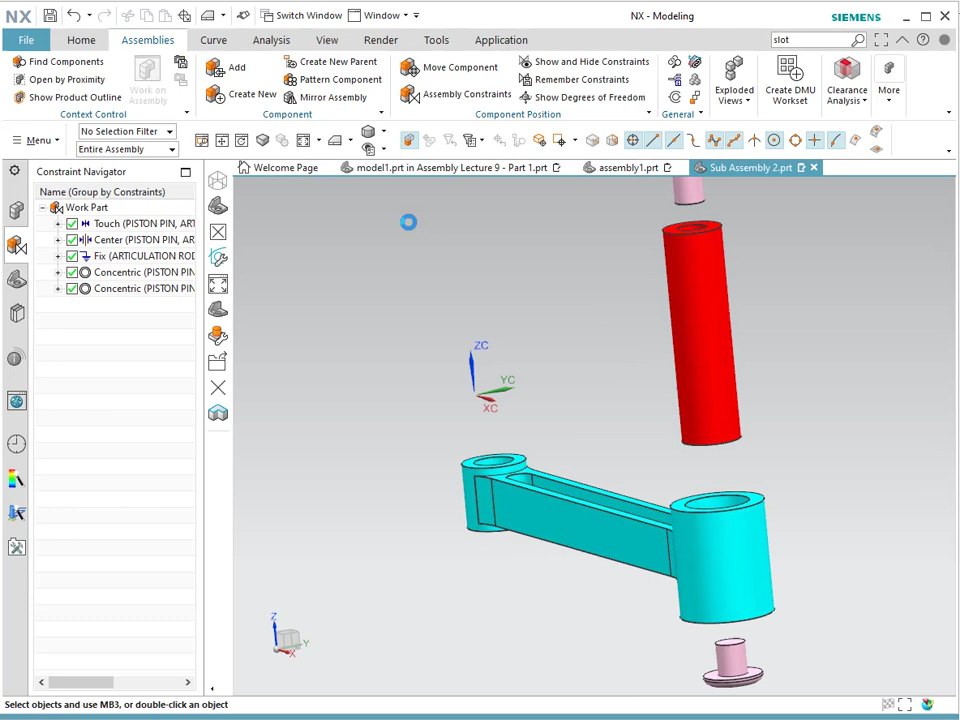 NX
Switch Window
Window
NX - Modeling
SIEMENS
File
Home
Assemblies
Curve
Analysis
View
Render
Tools
Application
slot
Find Components
Open by Proximity
Show Product Outline
Work on
Assembly
Context Control
Add
Create New
Create New Parent
Pattern Component
Mirror Assembly
Component
Move Component
Assembly Constraints
Show and Hide Constraints
Remember Constraints
Show Degrees of Freedom
Component Position
General
Exploded
Views
Create DMU
Workset
Clearance
Analysis
More
Menu
No Selection Filter
Entire Assembly
Constraint Navigator
Welcome Page
model1.prt in Assembly Lecture 9 - Part 1.prt
assembly1.prt
Sub Assembly 2.prt
Name (Group by Constraints)
Work Part
Touch (PISTON PIN, ART
Center (PISTON PIN, AR
Fix (ARTICULATION ROD
Concentric (PISTON PIN
Concentric (PISTON PIN
ZC
YC
XC
Z
Y
X
Select objects and use MB3, or double-click an object